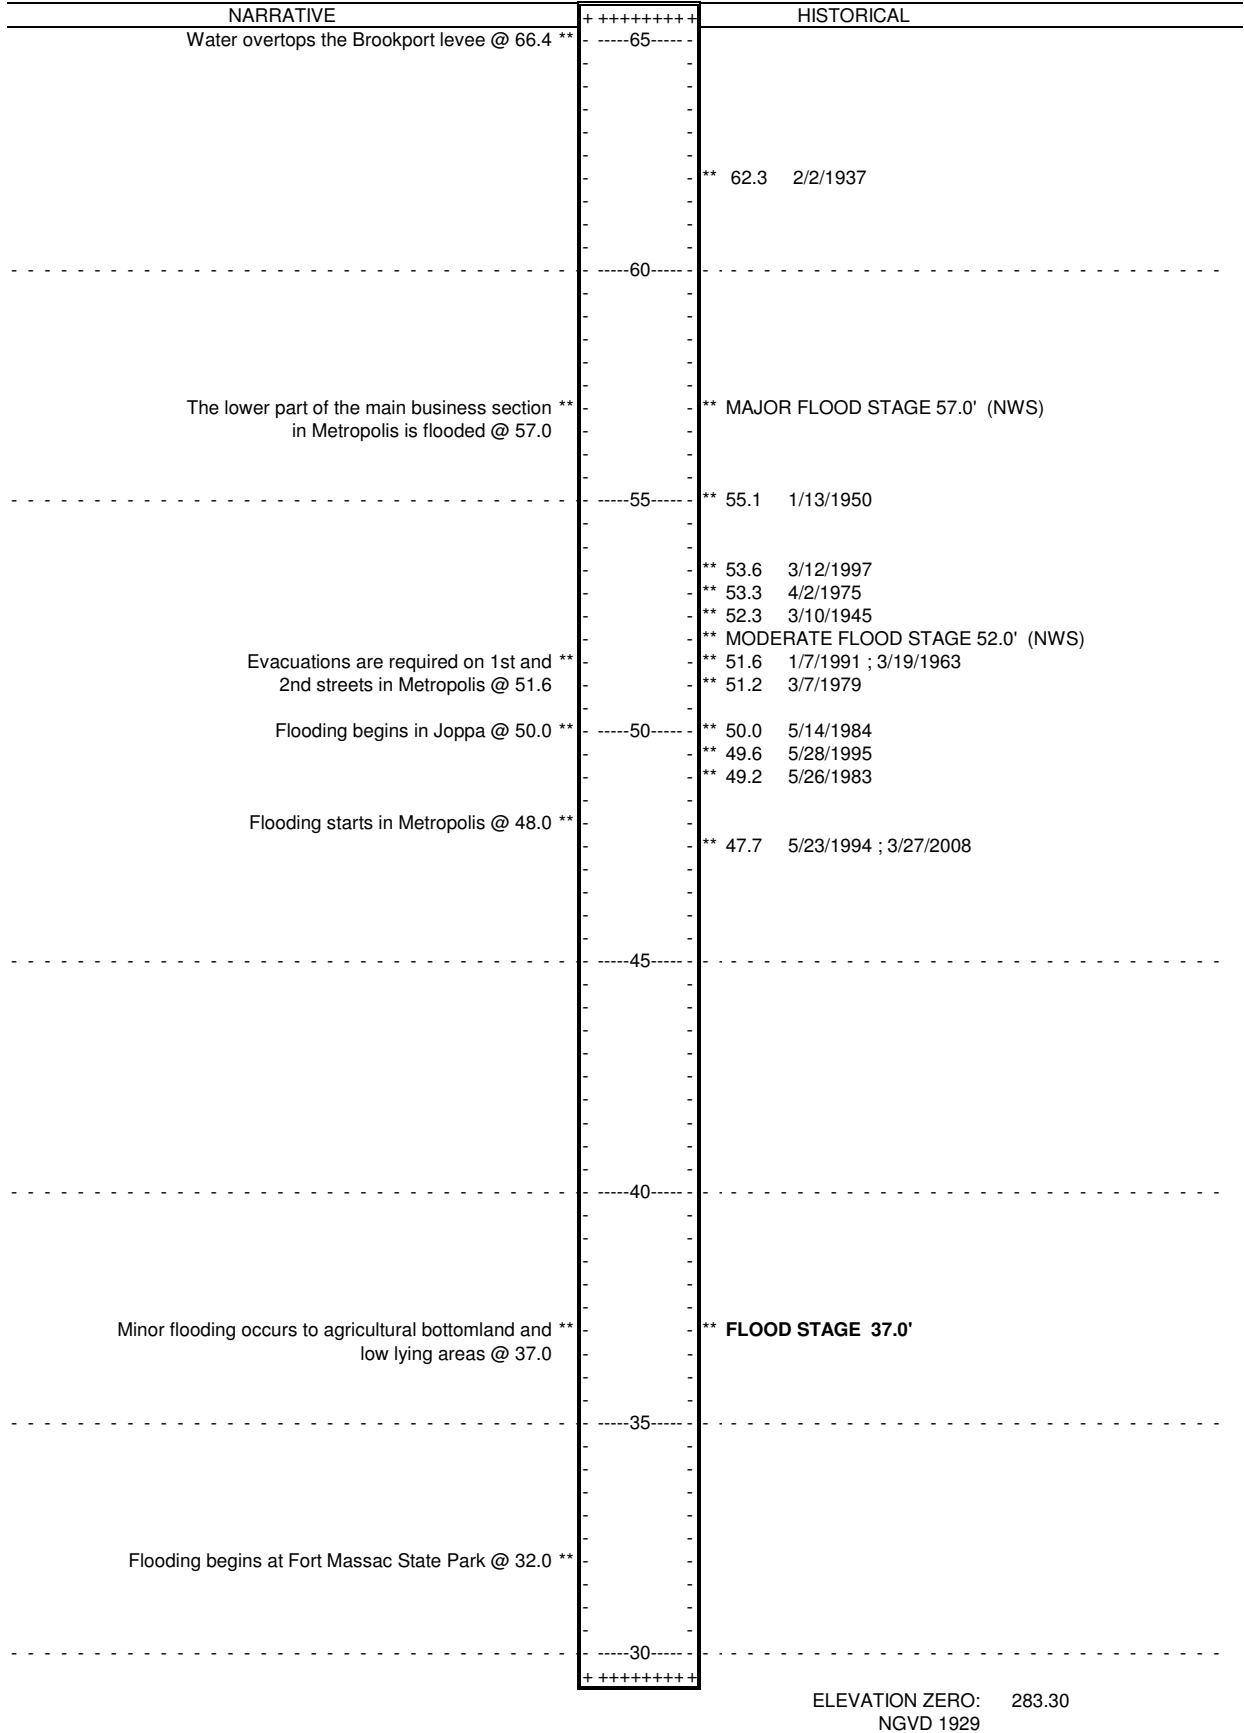 NARRATIVE + ++++++++ + HISTORICAL
Water overtops the Brookport levee @ 66.4 ** - -----65----- -
** 62.3 2/2/1937
-----60-----
The lower part of the main business section ** - - ** MAJOR FLOOD STAGE 57.0' (NWS)
in Metropolis is flooded @ 57.0
-----55----- - ** 55.1 1/13/1950
** 53.6 3/12/1997
** 53.3 4/2/1975
** 52.3 3/10/1945
** MODERATE FLOOD STAGE 52.0' (NWS)
Evacuations are required on 1st and ** - - ** 51.6 1/7/1991 ; 3/19/1963
2nd streets in Metropolis @ 51.6 - - ** 51.2 3/7/1979
Flooding begins in Joppa @ 50.0 ** - -----50----- - ** 50.0 5/14/1984
** 49.6 5/28/1995
** 49.2 5/26/1983
Flooding starts in Metropolis @ 48.0 **
** 47.7 5/23/1994 ; 3/27/2008
-----45-----
-----40-----
Minor flooding occurs to agricultural bottomland and ** - - ** FLOOD STAGE 37.0'
low lying areas @ 37.0
-----35-----
Flooding begins at Fort Massac State Park @ 32.0 **
-----30-----
+ ++++++++ +
ELEVATION ZERO: 283.30
NGVD 1929